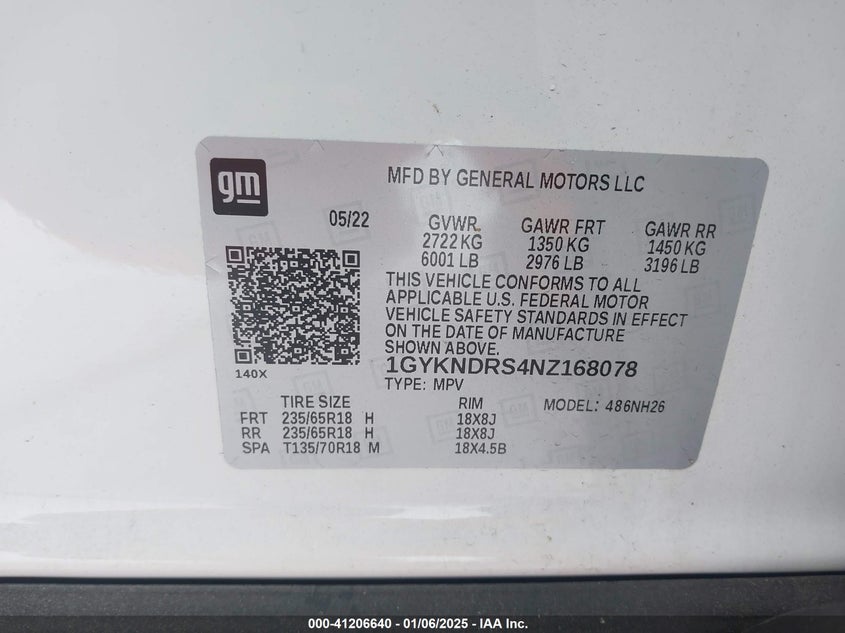 gm
MFD BY GENERAL MOTORS LLC
05/22
GVWR
2722 KG
6001 LB
GAWR FRT
1350 KG
2976 LB
GAWR RR
1450 KG
3196 LB
THIS VEHICLE CONFORMS TO ALL
APPLICABLE U.S. FEDERAL MOTOR
VEHICLE SAFETY STANDARDS IN EFFECT
ON THE DATE OF MANUFACTURE
SHOWN ABOVE.
140X
1GYKNDRS4NZ168078
TYPE: MPV
MODEL: 486NH26
TIRE SIZE RIM
FRT 235/65R18 H 18X8J
RR 235/65R18 H 18X8J
SPA T135/70R18 M 18X4.5B
000-41206640 - 01/06/2025 - IAA Inc.